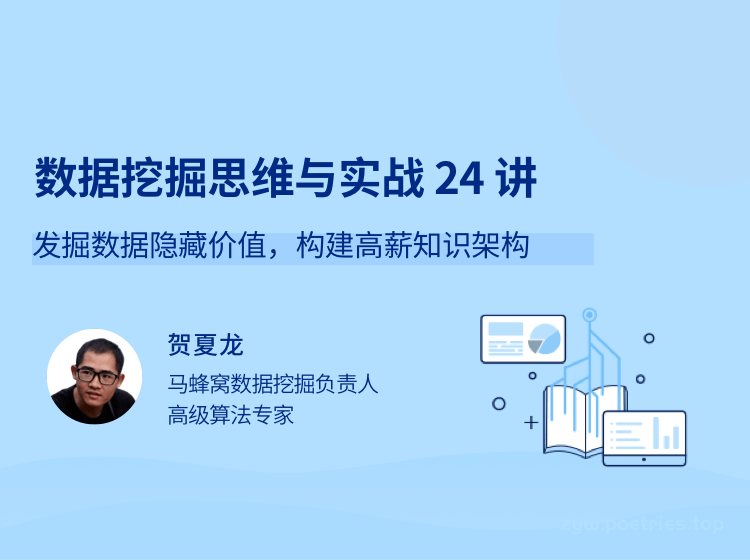 数据挖掘思维与实战 24 讲
发掘数据隐藏价值，构建高薪知识架构
贺夏龙
马蜂窝数据挖掘负责人
高级算法专家